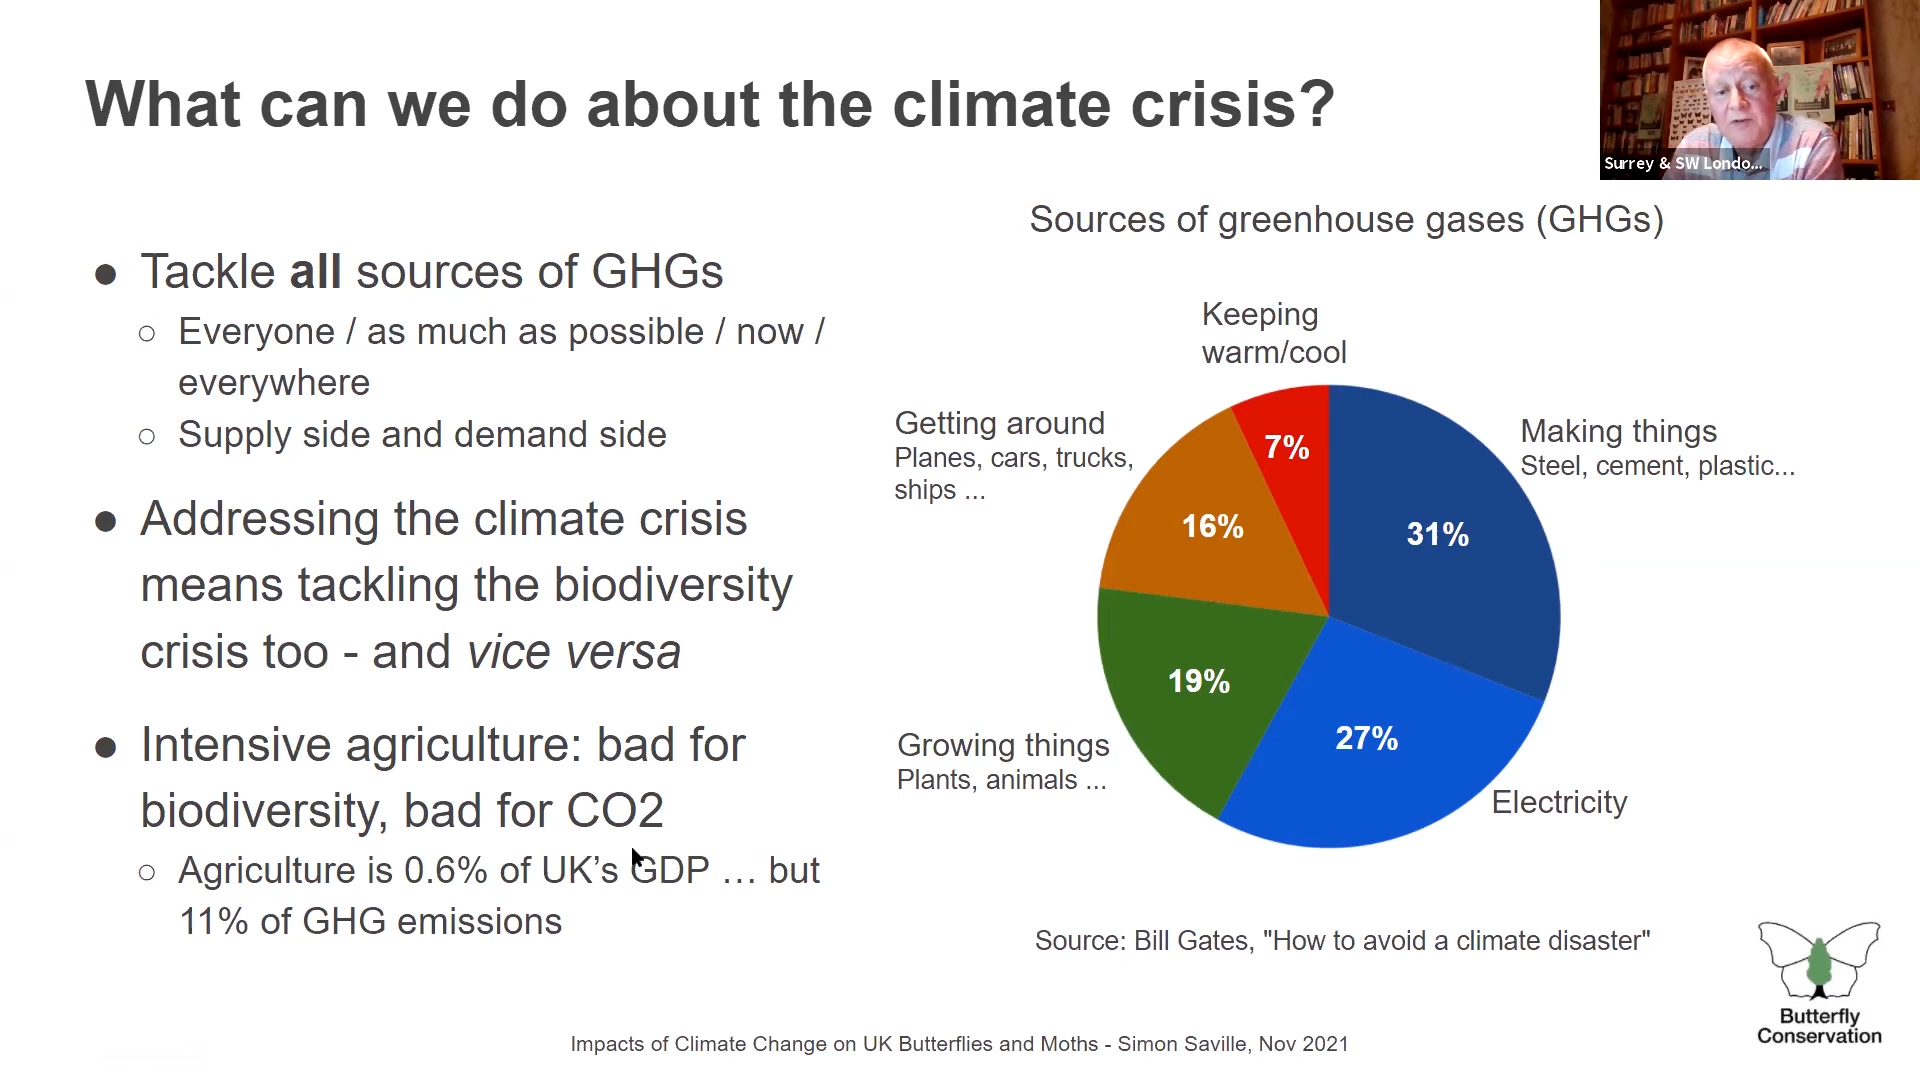 What can we do about the climate crisis?
Surrey & SW Londo...
● Tackle all sources of GHGs
○ Everyone / as much as possible / now /
everywhere
○ Supply side and demand side
● Addressing the climate crisis
means tackling the biodiversity
crisis too - and vice versa
● Intensive agriculture: bad for
biodiversity, bad for CO2
○ Agriculture is 0.6% of UK’s GDP … but
11% of GHG emissions
Sources of greenhouse gases (GHGs)
Keeping
warm/cool
7%
Getting around
Planes, cars, trucks,
ships ...
16%
Making things
Steel, cement, plastic...
31%
Growing things
Plants, animals ...
19%
27%
Electricity
Source: Bill Gates, "How to avoid a climate disaster"
Butterfly
Conservation
Impacts of Climate Change on UK Butterflies and Moths - Simon Saville, Nov 2021